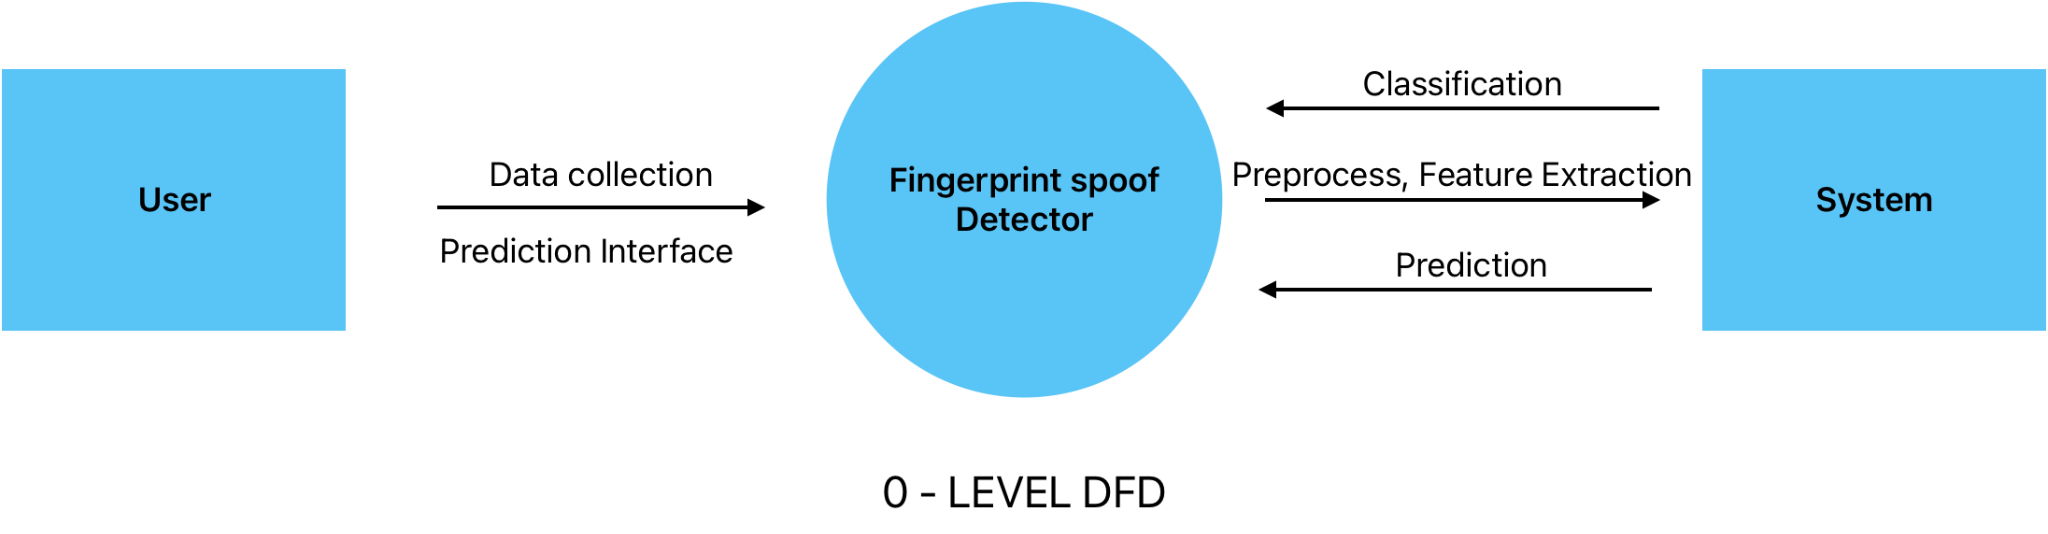 User
Data collection
Prediction Interface
Fingerprint spoof
Detector
Classification
Preprocess, Feature Extraction
Prediction
System
0 - LEVEL DFD